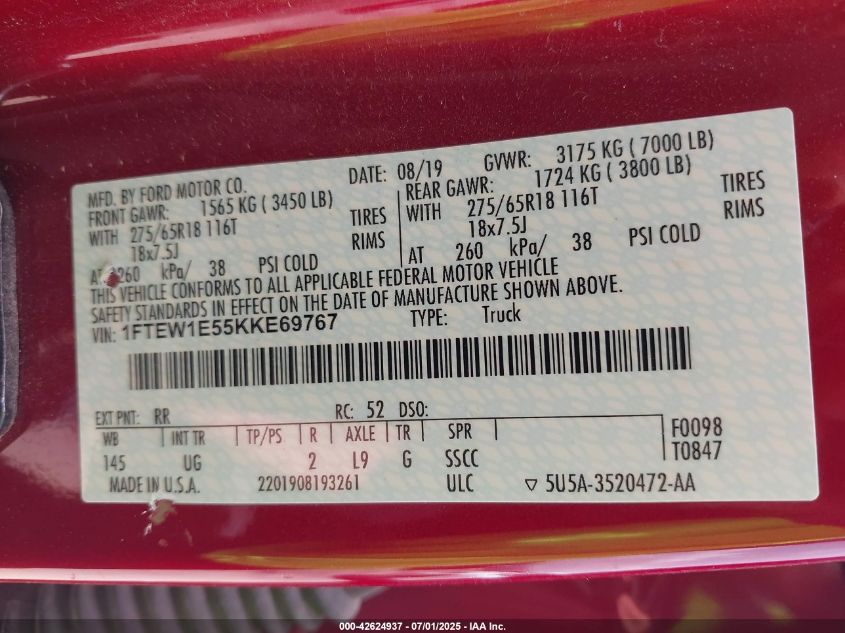 MFD. BY FORD MOTOR CO. DATE: 08/19 GVWR: 3175 KG ( 7000 LB)
FRONT GAWR: 1565 KG ( 3450 LB) REAR GAWR: 1724 KG ( 3800 LB)
WITH 275/65R18 116T TIRES WITH 275/65R18 116T TIRES
18x7.5J RIMS 18x7.5J RIMS
AT 260 kPa/ 38 PSI COLD AT 260 kPa/ 38 PSI COLD
THIS VEHICLE CONFORMS TO ALL APPLICABLE FEDERAL MOTOR VEHICLE
SAFETY STANDARDS IN EFFECT ON THE DATE OF MANUFACTURE SHOWN ABOVE.
VIN: 1FTEW1E55KKE69767 TYPE: Truck
EXT PNT: RR RC: 52 DSO:
WB INT TR TP/PS R AXLE TR SPR F0098
145 UG 2 L9 G SSCC T0847
MADE IN U.S.A. 2201908193261 ULC ▽ 5U5A-3520472-AA
000-42624937 - 07/01/2025 - IAA Inc.